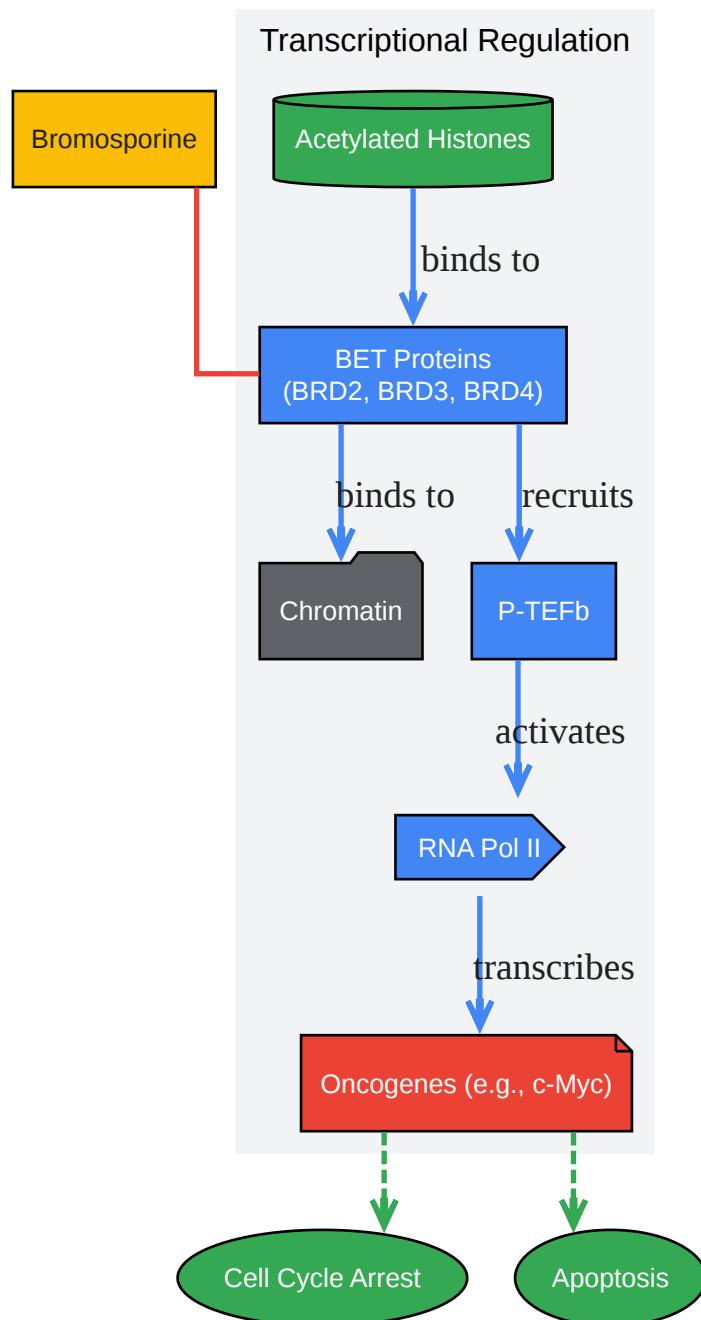 Transcriptional Regulation
Bromosporine
Acetylated Histones
binds to
BET Proteins
(BRD2, BRD3, BRD4)
binds to
recruits
Chromatin
P-TEFb
activates
RNA Pol II
transcribes
Oncogenes (e.g., c-Myc)
Cell Cycle Arrest
Apoptosis